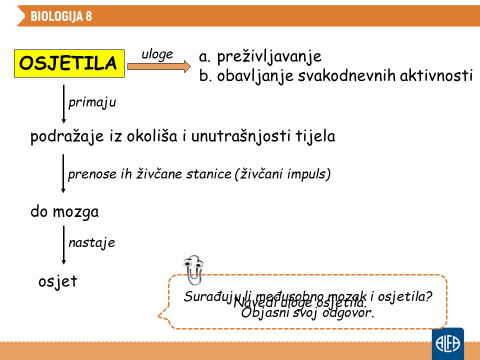 BIOLOGIJA 8
OSJETILA
uloge
a. preživljavanje
b. obavljanje svakodnevnih aktivnosti
primaju
podražaje iz okoliša i unutrašnjosti tijela
prenose ih živčane stanice (živčani impuls)
do mozga
nastaje
osjet
Surađuju li međusobno mozak i osjetila?
Navedi uloge osjetila.
Objasni svoj odgovor.
ALFA